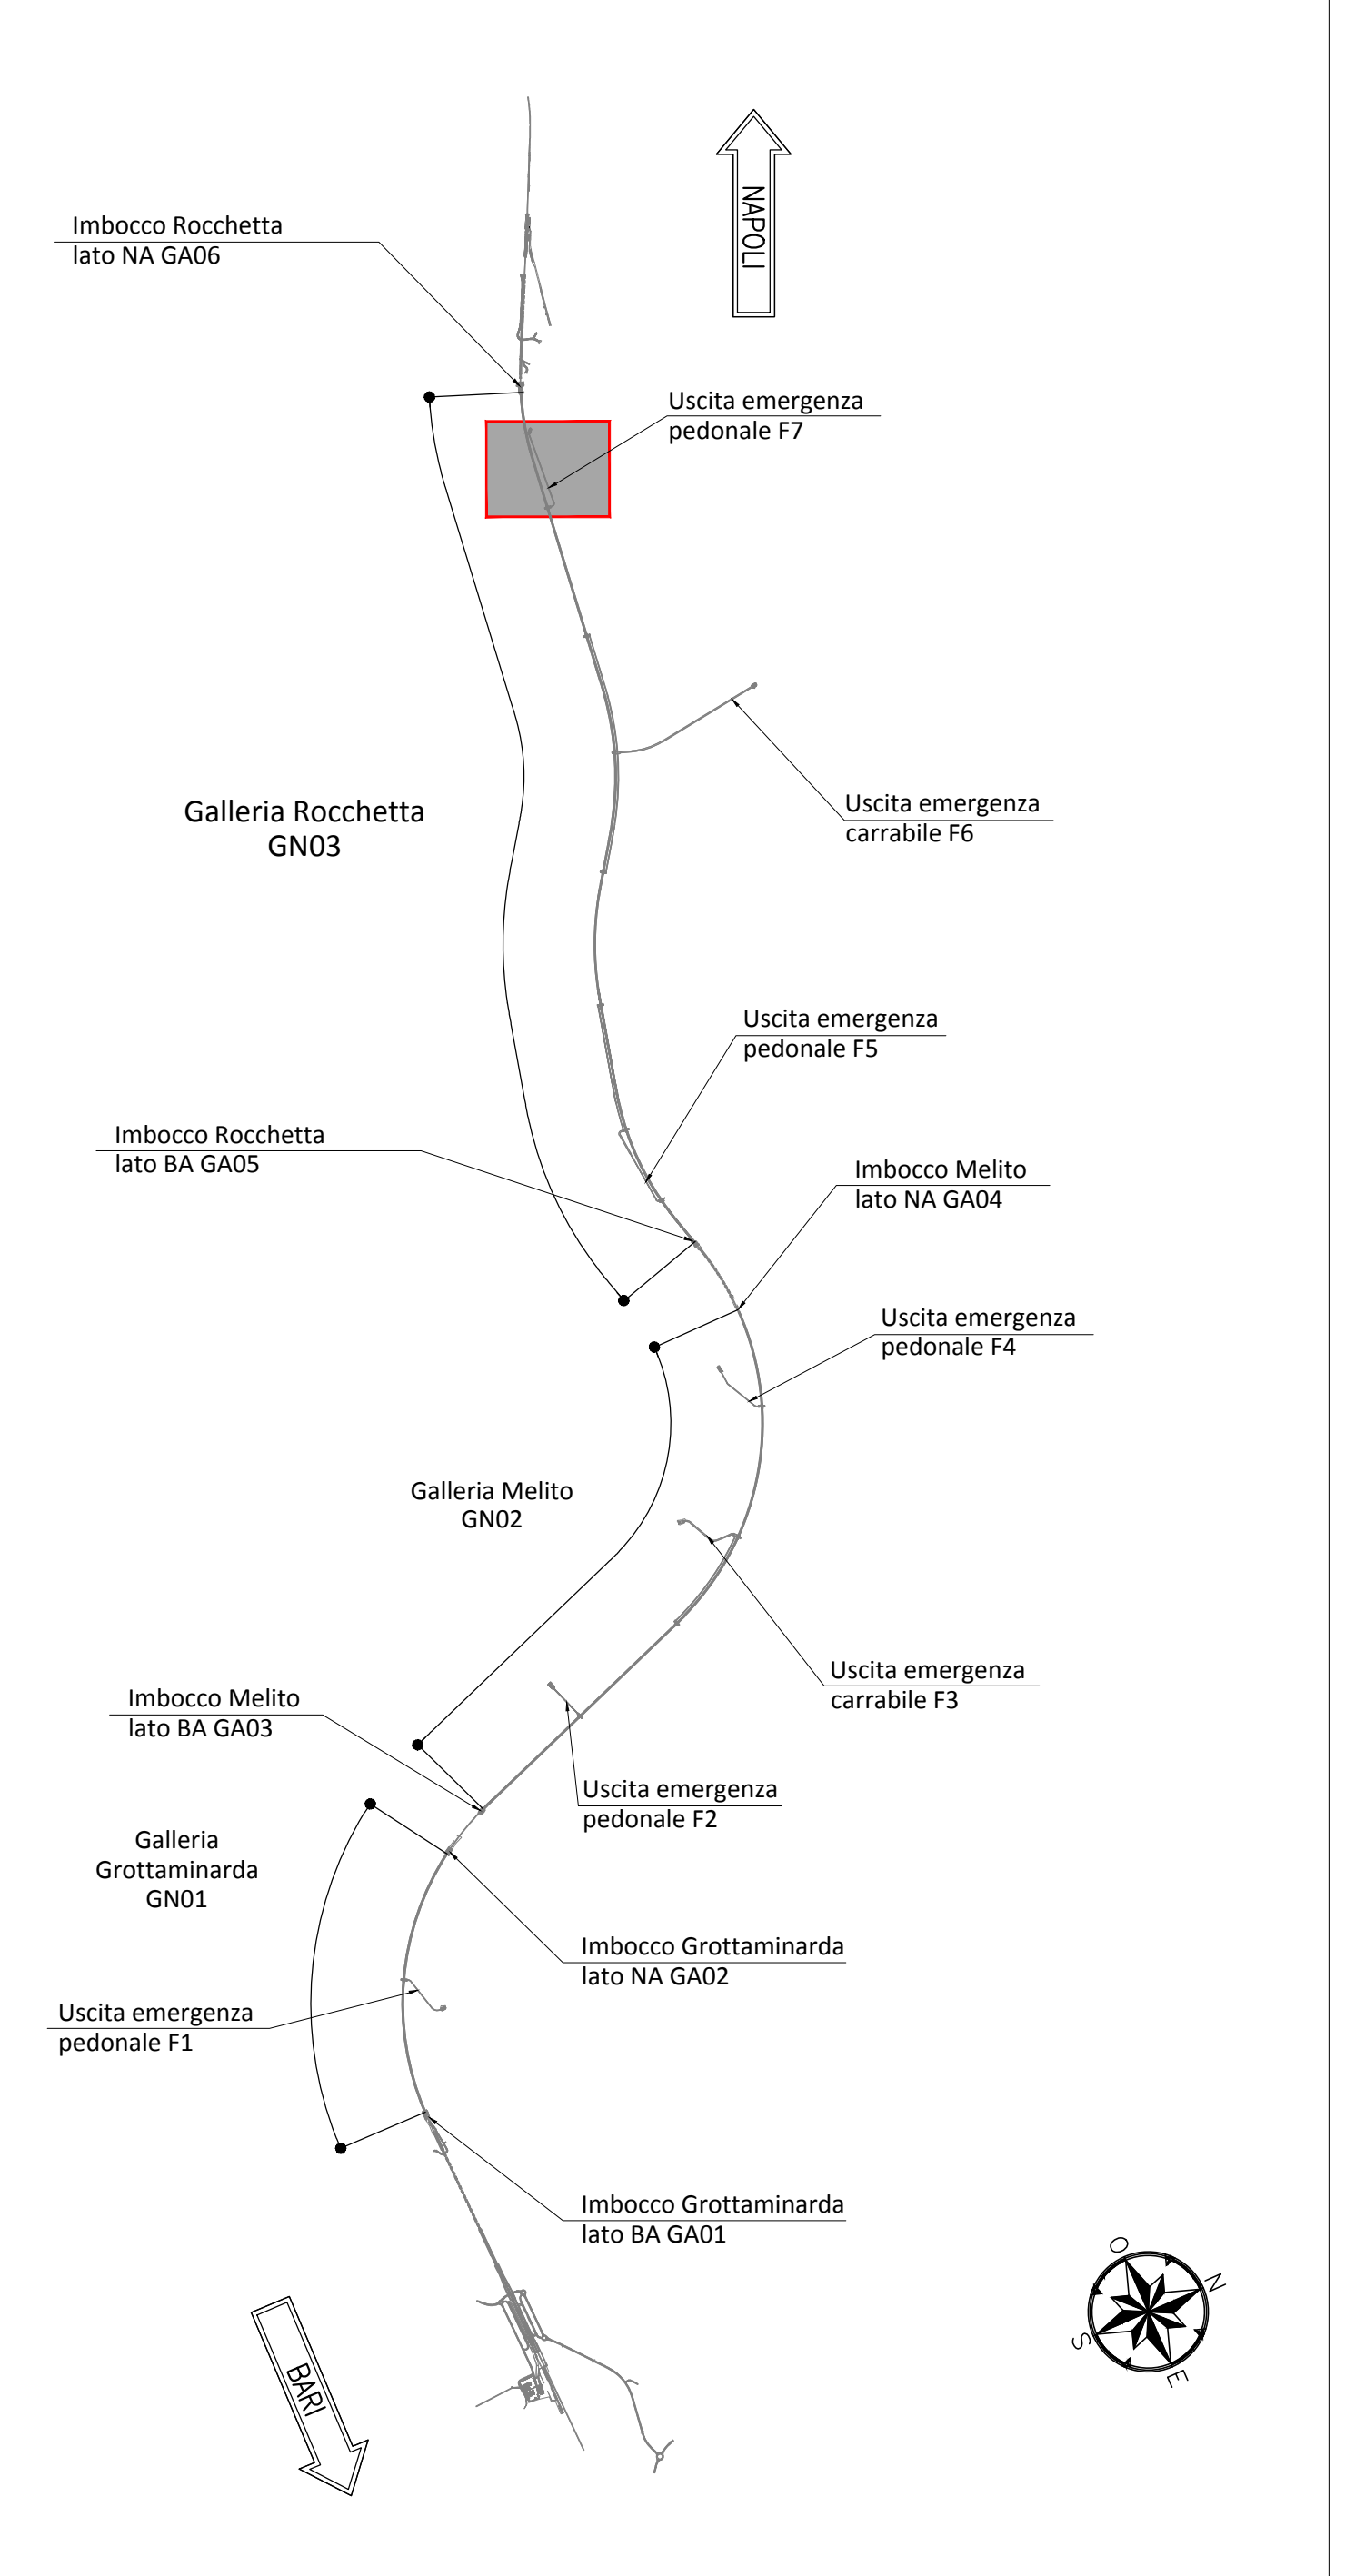 NAPOLI
Imbocco Rocchetta
lato NA GA06
Uscita emergenza
pedonale F7
Galleria Rocchetta
GN03
Uscita emergenza
carrabile F6
Uscita emergenza
pedonale F5
Imbocco Rocchetta
lato BA GA05
Imbocco Melito
lato NA GA04
Uscita emergenza
pedonale F4
Galleria Melito
GN02
Uscita emergenza
carrabile F3
Imbocco Melito
lato BA GA03
Uscita emergenza
pedonale F2
Galleria
Grottaminarda
GN01
Imbocco Grottaminarda
lato NA GA02
Uscita emergenza
pedonale F1
Imbocco Grottaminarda
lato BA GA01
BARI
O
N
S
E